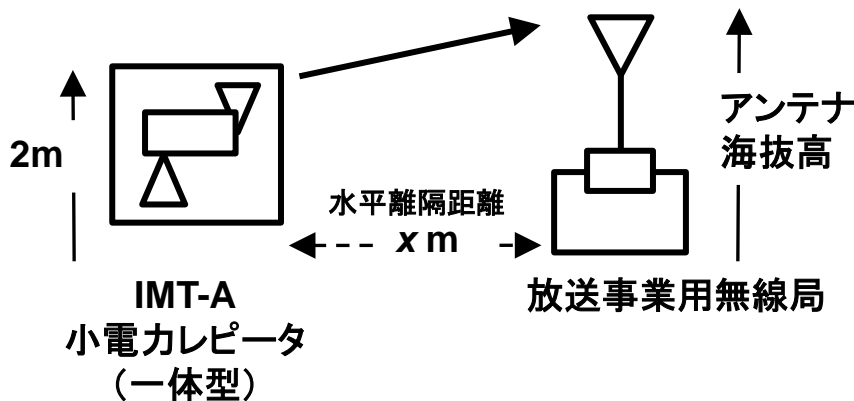 2m
アンテナ
海抜高
水平離隔距離
x m
IMT-A
小電力レピータ
（一体型）
放送事業用無線局